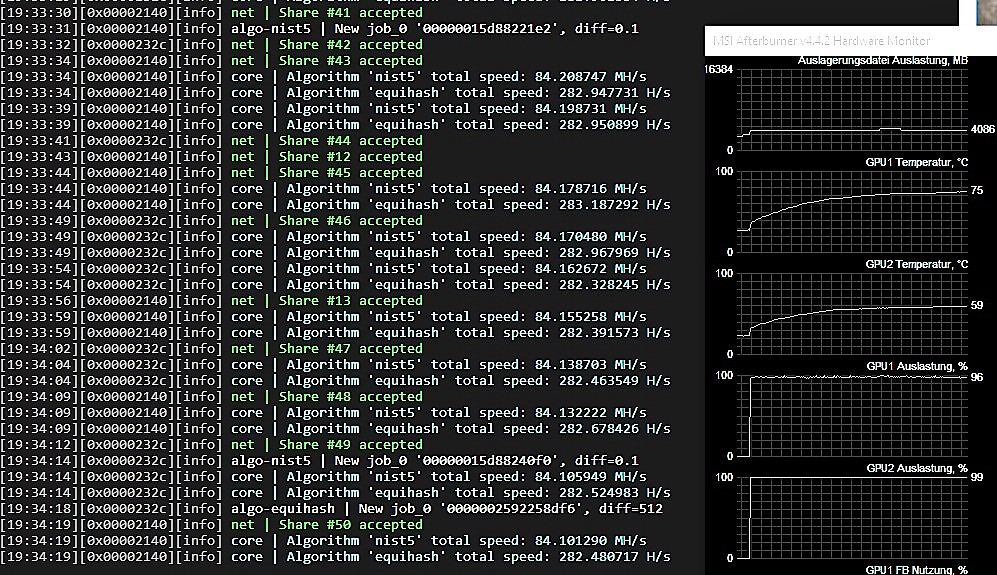 [19:33:30][0x00002140][info] net | Share #41 accepted
[19:33:31][0x00002140][info] algo-nist5 | New job_0 '00000015d88221e2', diff=0.1
[19:33:32][0x0000232c][info] net | Share #42 accepted
[19:33:34][0x00002140][info] net | Share #43 accepted
[19:33:34][0x00002140][info] core | Algorithm 'nist5' total speed: 84.208747 MH/s
[19:33:34][0x00002140][info] core | Algorithm 'equihash' total speed: 282.947731 H/s
[19:33:39][0x00002140][info] core | Algorithm 'nist5' total speed: 84.198731 MH/s
[19:33:39][0x00002140][info] core | Algorithm 'equihash' total speed: 282.950899 H/s
[19:33:41][0x0000232c][info] net | Share #44 accepted
[19:33:43][0x00002140][info] net | Share #12 accepted
[19:33:44][0x00002140][info] net | Share #45 accepted
[19:33:44][0x00002140][info] core | Algorithm 'nist5' total speed: 84.178716 MH/s
[19:33:44][0x00002140][info] core | Algorithm 'equihash' total speed: 283.187292 H/s
[19:33:49][0x0000232c][info] net | Share #46 accepted
[19:33:49][0x0000232c][info] core | Algorithm 'nist5' total speed: 84.170480 MH/s
[19:33:49][0x0000232c][info] core | Algorithm 'equihash' total speed: 282.967969 H/s
[19:33:54][0x0000232c][info] core | Algorithm 'nist5' total speed: 84.162672 MH/s
[19:33:54][0x0000232c][info] core | Algorithm 'equihash' total speed: 282.328245 H/s
[19:33:56][0x00002140][info] net | Share #13 accepted
[19:33:59][0x00002140][info] core | Algorithm 'nist5' total speed: 84.155258 MH/s
[19:33:59][0x00002140][info] core | Algorithm 'equihash' total speed: 282.391573 H/s
[19:34:02][0x0000232c][info] net | Share #47 accepted
[19:34:04][0x0000232c][info] core | Algorithm 'nist5' total speed: 84.138703 MH/s
[19:34:04][0x0000232c][info] core | Algorithm 'equihash' total speed: 282.463549 H/s
[19:34:09][0x00002140][info] net | Share #48 accepted
[19:34:09][0x0000232c][info] core | Algorithm 'nist5' total speed: 84.132222 MH/s
[19:34:09][0x0000232c][info] core | Algorithm 'equihash' total speed: 282.678426 H/s
[19:34:12][0x0000232c][info] net | Share #49 accepted
[19:34:14][0x0000232c][info] algo-nist5 | New job_0 '00000015d88240f0', diff=0.1
[19:34:14][0x0000232c][info] core | Algorithm 'nist5' total speed: 84.105949 MH/s
[19:34:14][0x0000232c][info] core | Algorithm 'equihash' total speed: 282.524983 H/s
[19:34:18][0x0000232c][info] algo-equihash | New job_0 '0000002592258df6', diff=512
[19:34:19][0x00002140][info] net | Share #50 accepted
[19:34:19][0x00002140][info] core | Algorithm 'nist5' total speed: 84.101290 MH/s
[19:34:19][0x00002140][info] core | Algorithm 'equihash' total speed: 282.480717 H/s
MSI Afterburner v4.4.2 Hardware Monitor
Auslagerungsdatei Auslastung, MB
16384
4086
0
GPU1 Temperatur, °C
100
75
0
GPU2 Temperatur, °C
100
59
0
GPU1 Auslastung, %
100
96
0
GPU2 Auslastung, %
100
99
0
GPU1 FB Nutzung, %